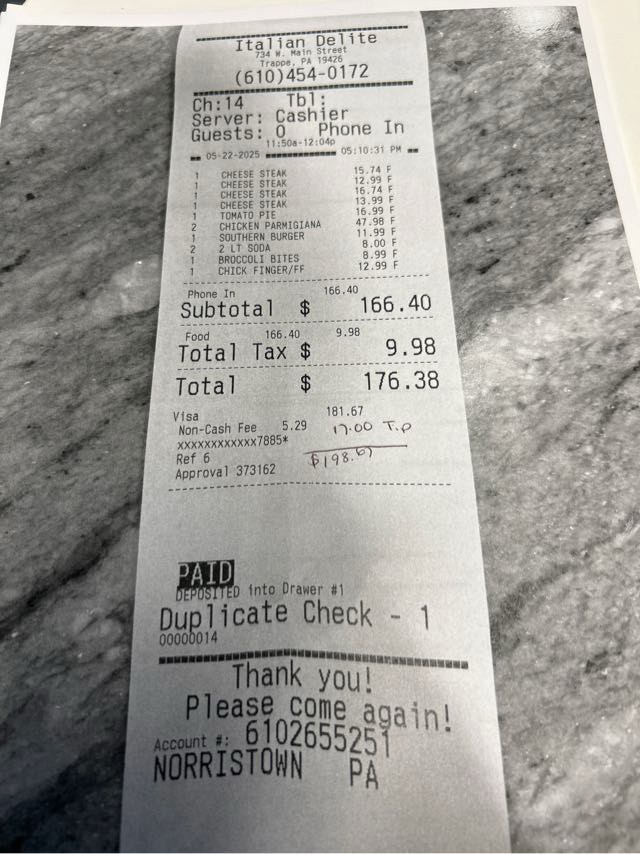 Italian Delite
734 W. Main Street
Trappe, PA 19426
(610)454-0172
Ch:14 Tbl:
Server: Cashier
Guests: 0 Phone In
11:50a-12:04p
05-22-2025 05:10:31 PM
1 CHEESE STEAK 15.74 F
1 CHEESE STEAK 12.99 F
1 CHEESE STEAK 16.74 F
1 CHEESE STEAK 13.99 F
1 TOMATO PIE 16.99 F
2 CHICKEN PARMIGIANA 47.98 F
1 SOUTHERN BURGER 11.99 F
2 2 LT SODA 8.00 F
1 BROCCOLI BITES 8.99 F
1 CHICK FINGER/FF 12.99 F
Phone In 166.40
Subtotal $ 166.40
Food 166.40 9.98
Total Tax $ 9.98
Total $ 176.38
Visa 181.67
Non-Cash Fee 5.29 17.00 Tip
xxxxxxxxxxxx7885*
Ref 6 $198.67
Approval 373162
PAID
DEPOSITED into Drawer #1
Duplicate Check - 1
00000014
Thank you!
Please come again!
Account #: 6102655251
NORRISTOWN PA